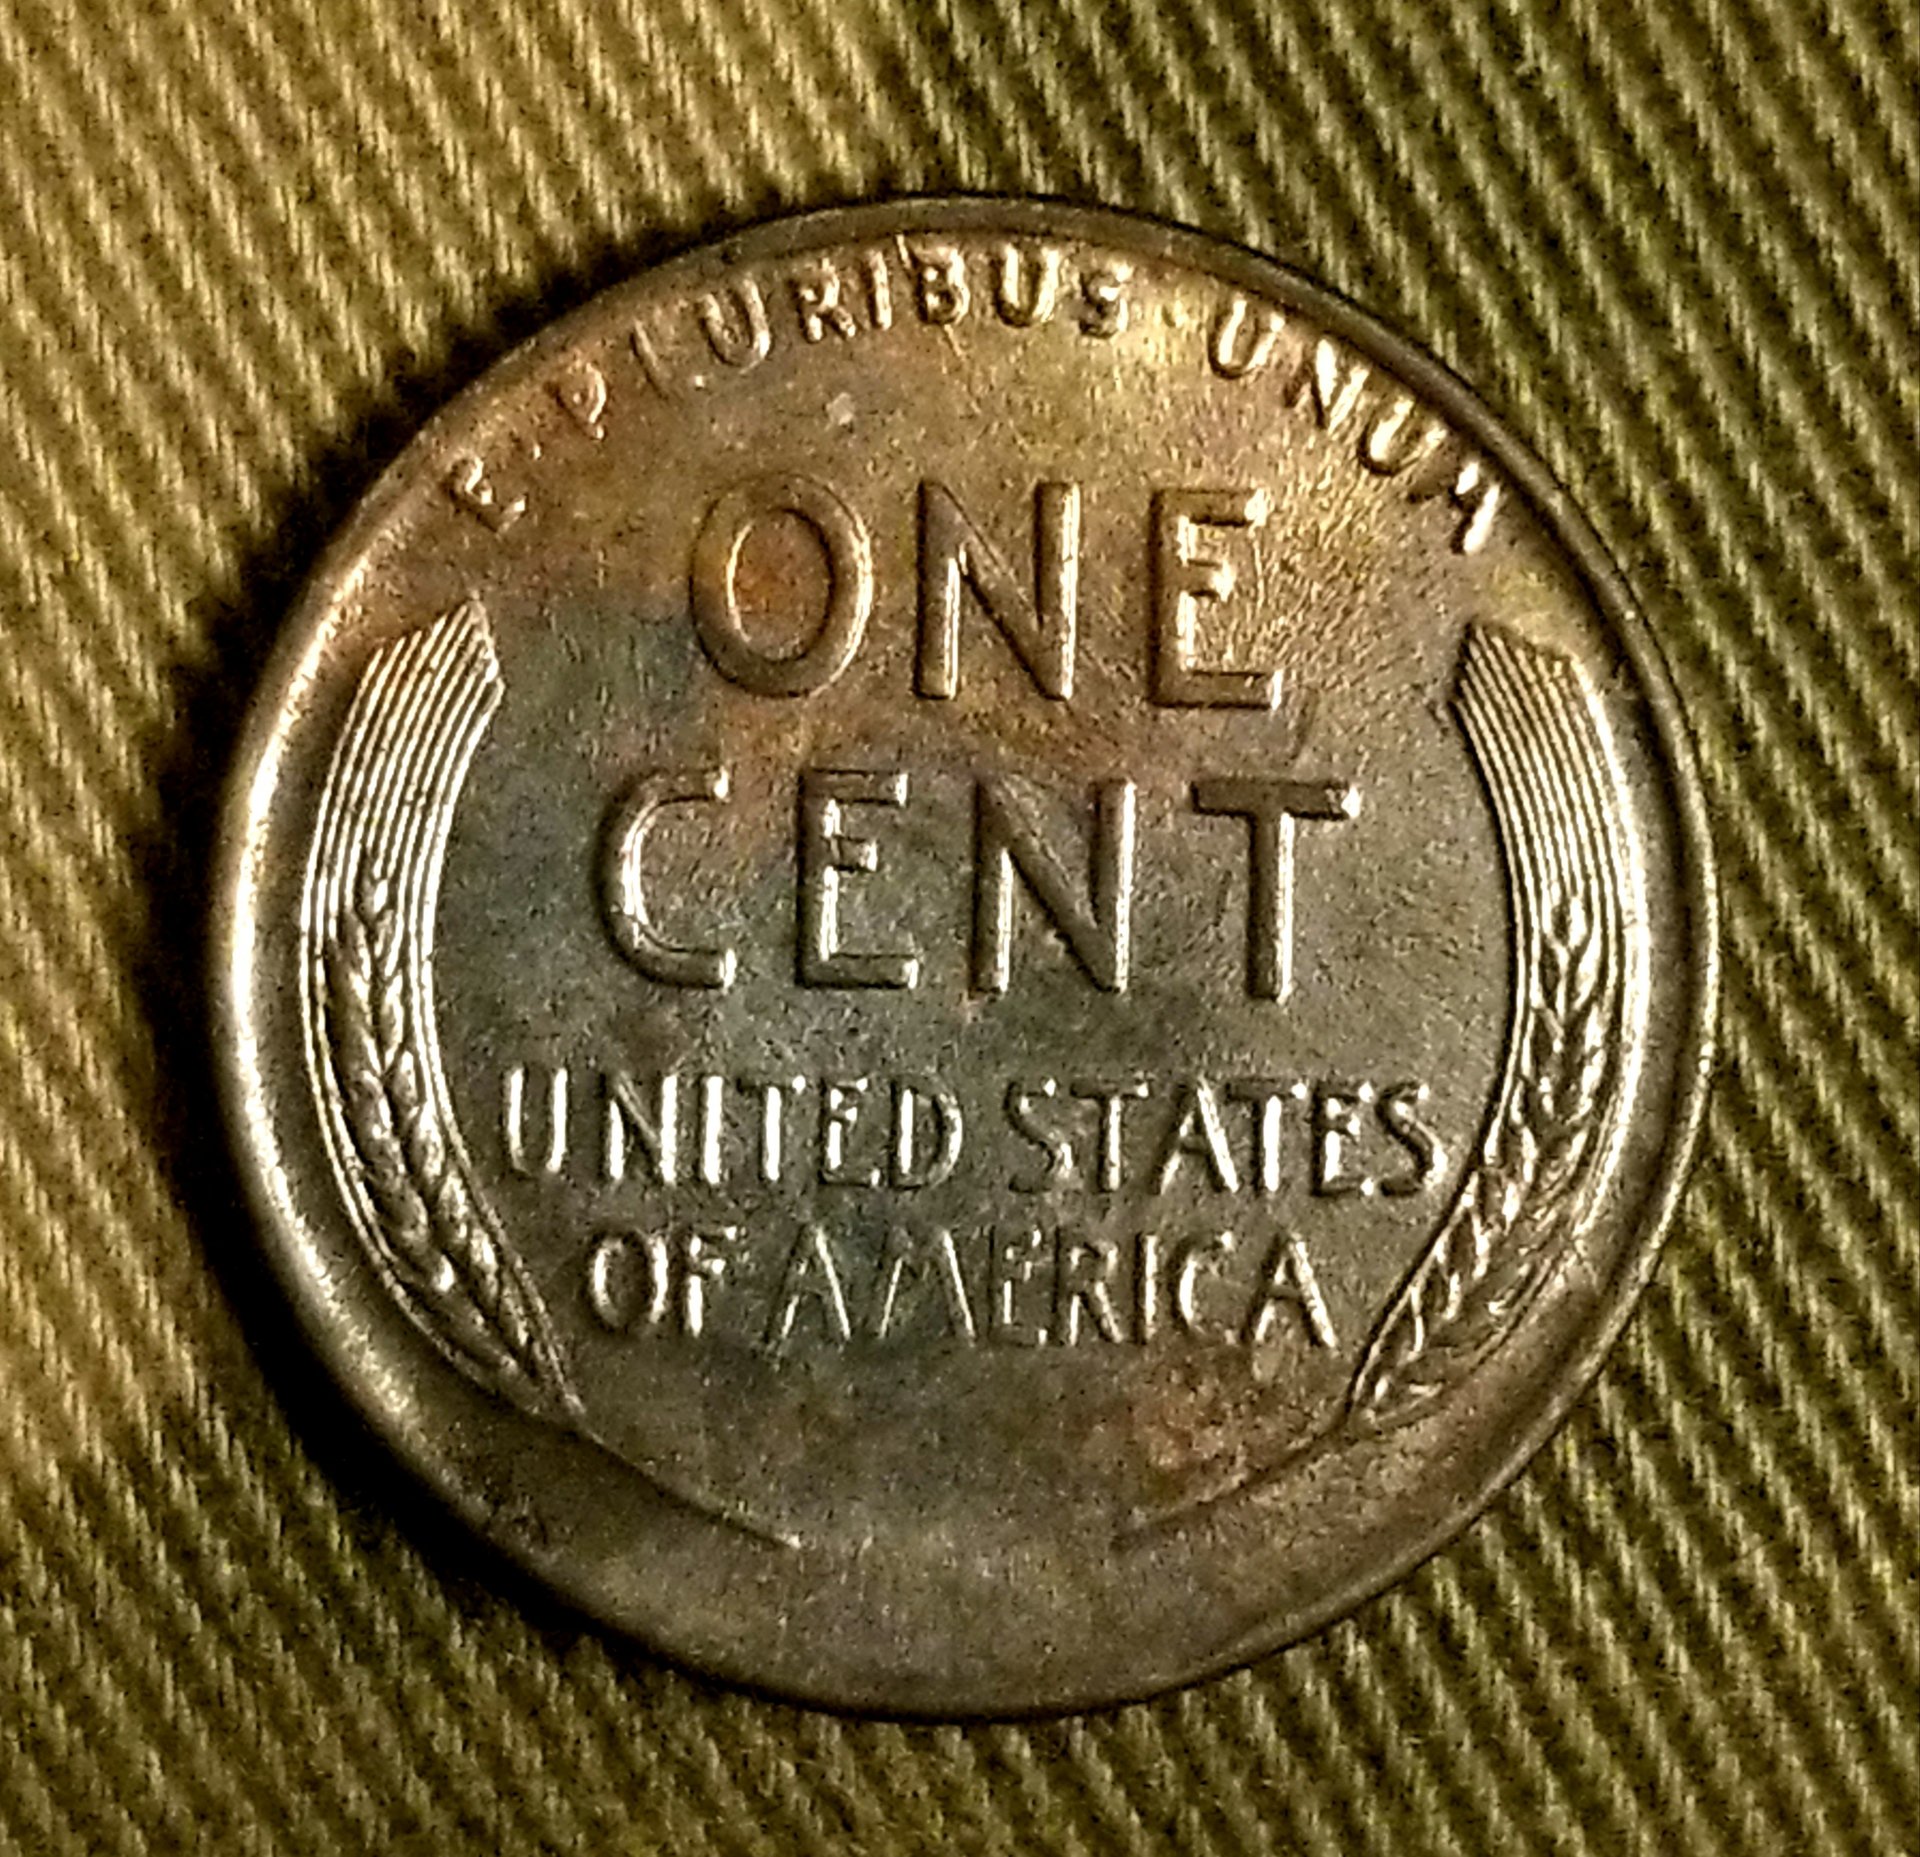 E·PLURIBUS·UNUM
ONE
CENT
UNITED STATES
OF AMERICA